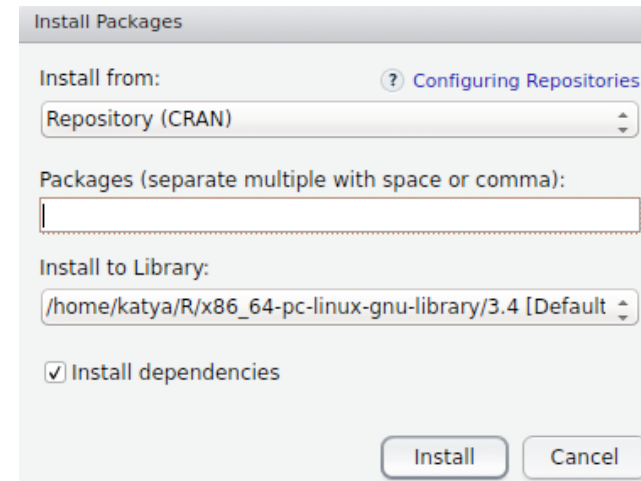 Install Packages
Install from:
? Configuring Repositories
Repository (CRAN)
Packages (separate multiple with space or comma):
Install to Library:
/home/katya/R/x86_64-pc-linux-gnu-library/3.4 [Default
Install dependencies
Install Cancel